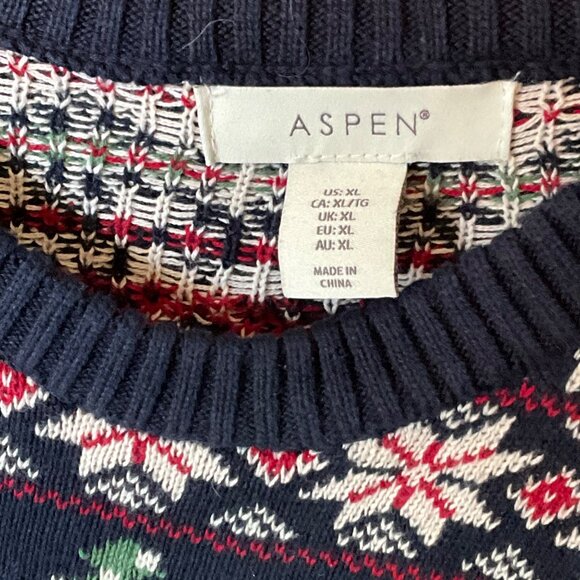 ASPEN®
US: XL
CA: XL/TG
UK: XL
EU: XL
AU: XL
MADE IN
CHINA